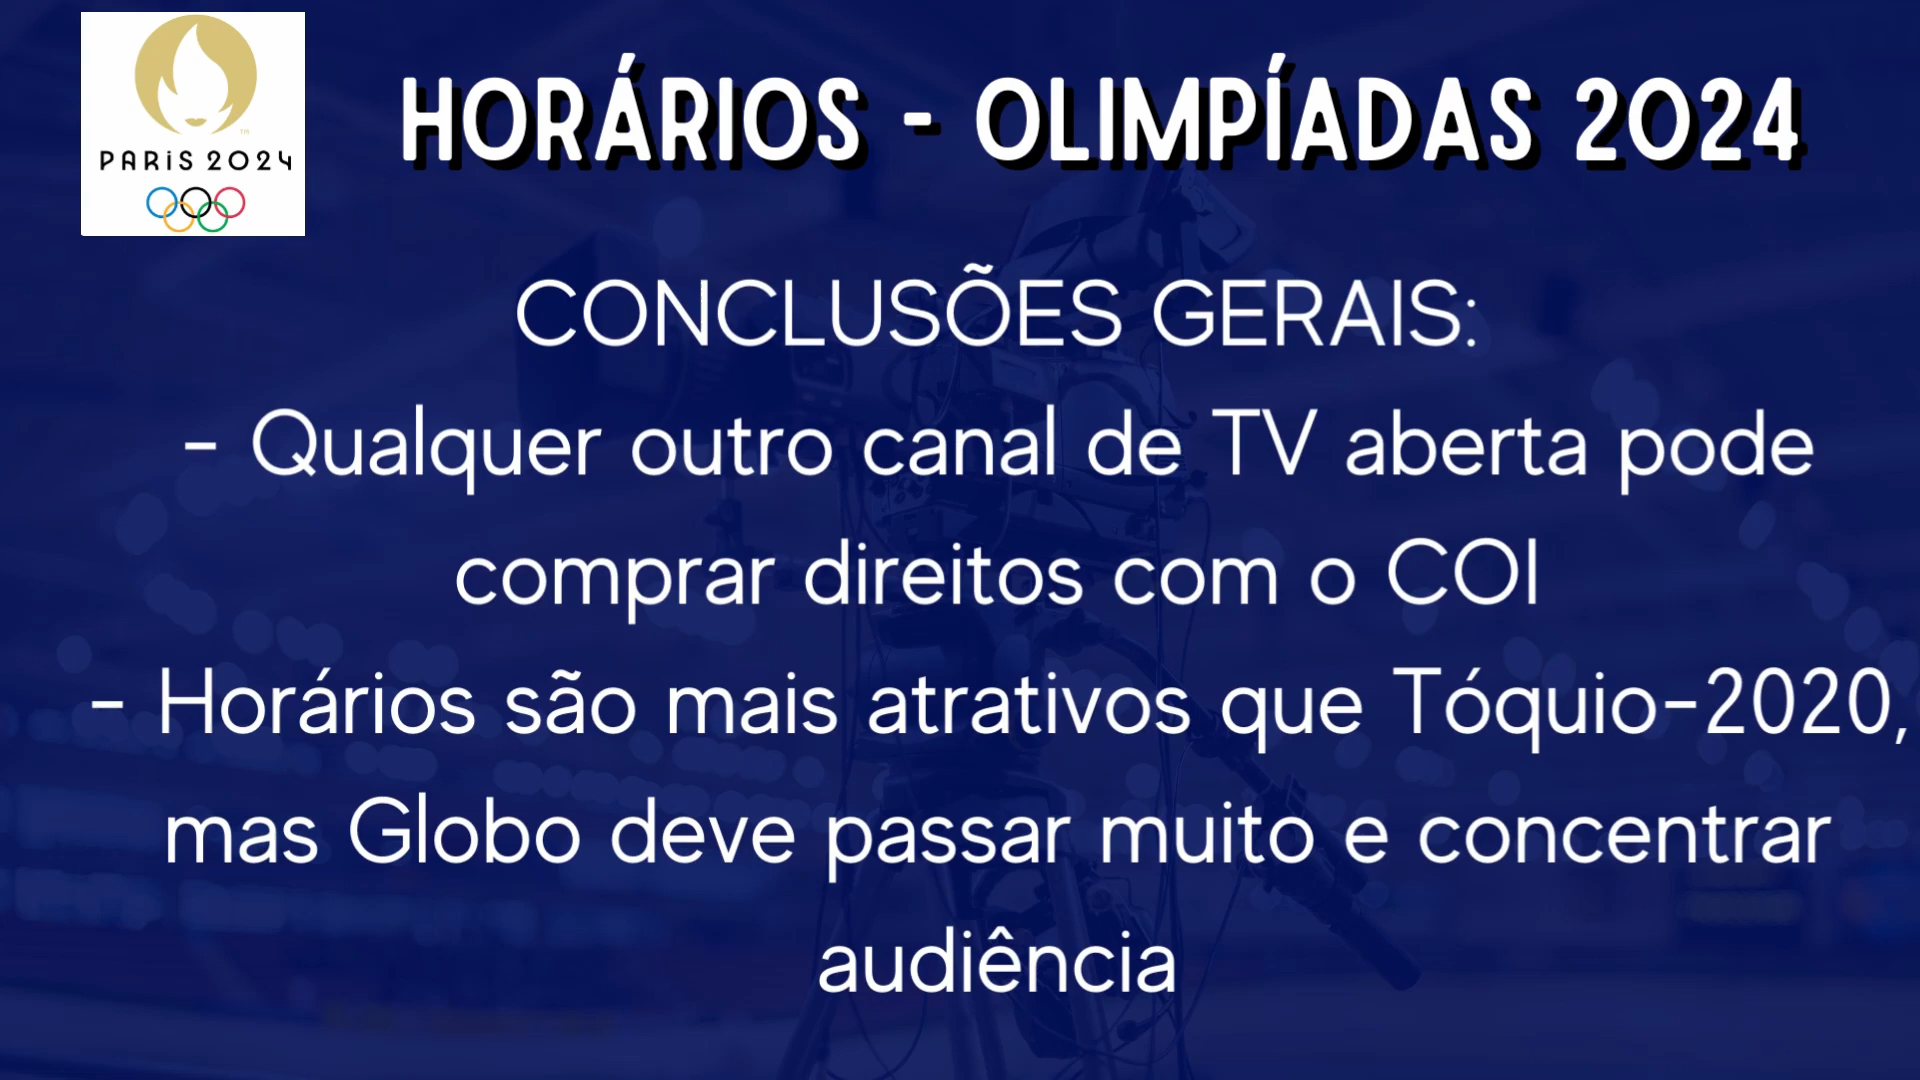 PARIS 2024
HORÁRIOS - OLIMPÍADAS 2024
CONCLUSÕES GERAIS:
- Qualquer outro canal de TV aberta pode
comprar direitos com o COI
- Horários são mais atrativos que Tóquio-2020,
mas Globo deve passar muito e concentrar
audiência